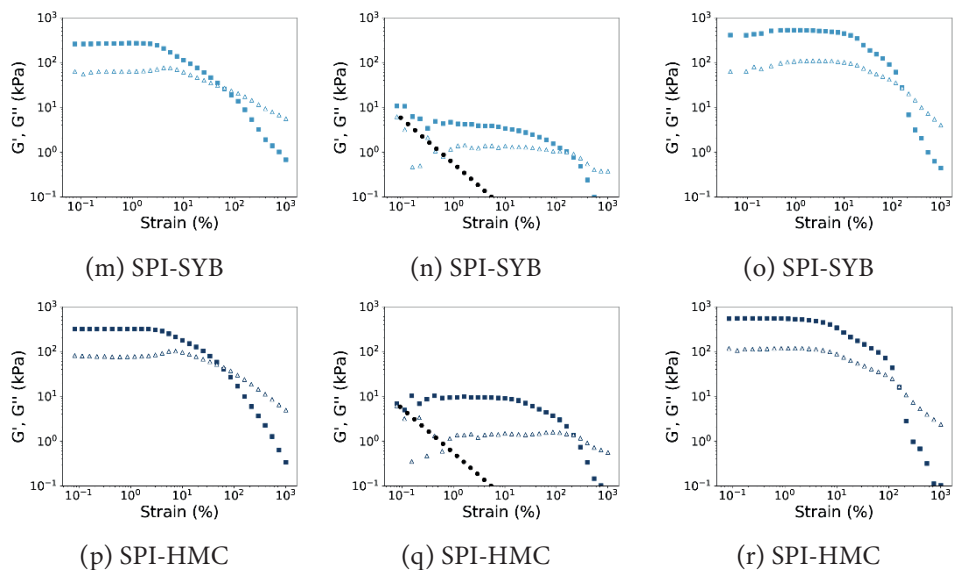 G', G'' (kPa)
10³
10²
10¹
10⁰
10⁻¹
10⁻¹ 10⁰ 10¹ 10² 10³
Strain (%)
(m) SPI-SYB
G', G'' (kPa)
10³
10²
10¹
10⁰
10⁻¹
10⁻¹ 10⁰ 10¹ 10² 10³
Strain (%)
(n) SPI-SYB
G', G'' (kPa)
10³
10²
10¹
10⁰
10⁻¹
10⁻¹ 10⁰ 10¹ 10² 10³
Strain (%)
(o) SPI-SYB
G', G'' (kPa)
10³
10²
10¹
10⁰
10⁻¹
10⁻¹ 10⁰ 10¹ 10² 10³
Strain (%)
(p) SPI-HMC
G', G'' (kPa)
10³
10²
10¹
10⁰
10⁻¹
10⁻¹ 10⁰ 10¹ 10² 10³
Strain (%)
(q) SPI-HMC
G', G'' (kPa)
10³
10²
10¹
10⁰
10⁻¹
10⁻¹ 10⁰ 10¹ 10² 10³
Strain (%)
(r) SPI-HMC